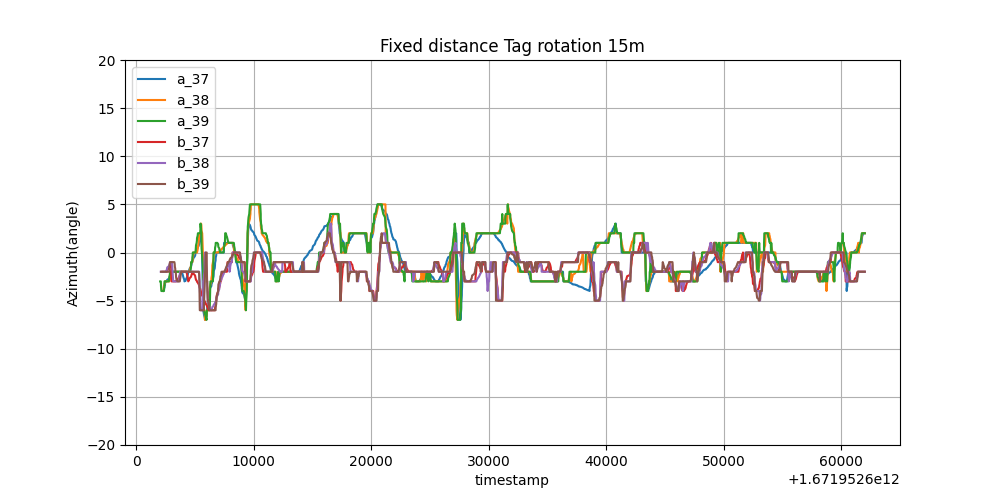 Fixed distance Tag rotation 15m
20
15
10
5
0
−5
−10
−15
−20
Azimuth(angle)
a_37
a_38
a_39
b_37
b_38
b_39
0 10000 20000 30000 40000 50000 60000
timestamp
+1.6719526e12